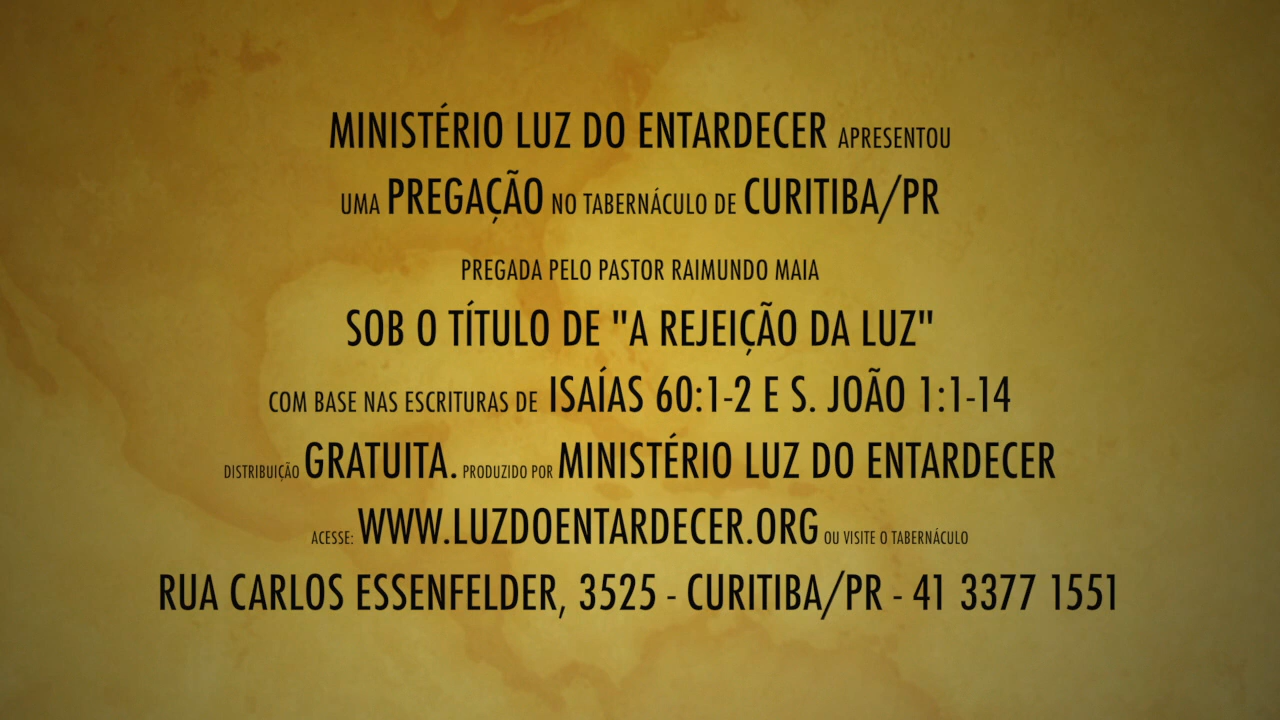 MINISTÉRIO LUZ DO ENTARDECER APRESENTOU
UMA PREGAÇÃO NO TABERNÁCULO DE CURITIBA/PR
PREGADA PELO PASTOR RAIMUNDO MAIA
SOB O TÍTULO DE "A REJEIÇÃO DA LUZ"
COM BASE NAS ESCRITURAS DE ISAÍAS 60:1-2 E S. JOÃO 1:1-14
DISTRIBUIÇÃO GRATUITA. PRODUZIDO POR MINISTÉRIO LUZ DO ENTARDECER
ACESSE: WWW.LUZDOENTARDECER.ORG OU VISITE O TABERNÁCULO
RUA CARLOS ESSENFELDER, 3525 - CURITIBA/PR - 41 3377 1551